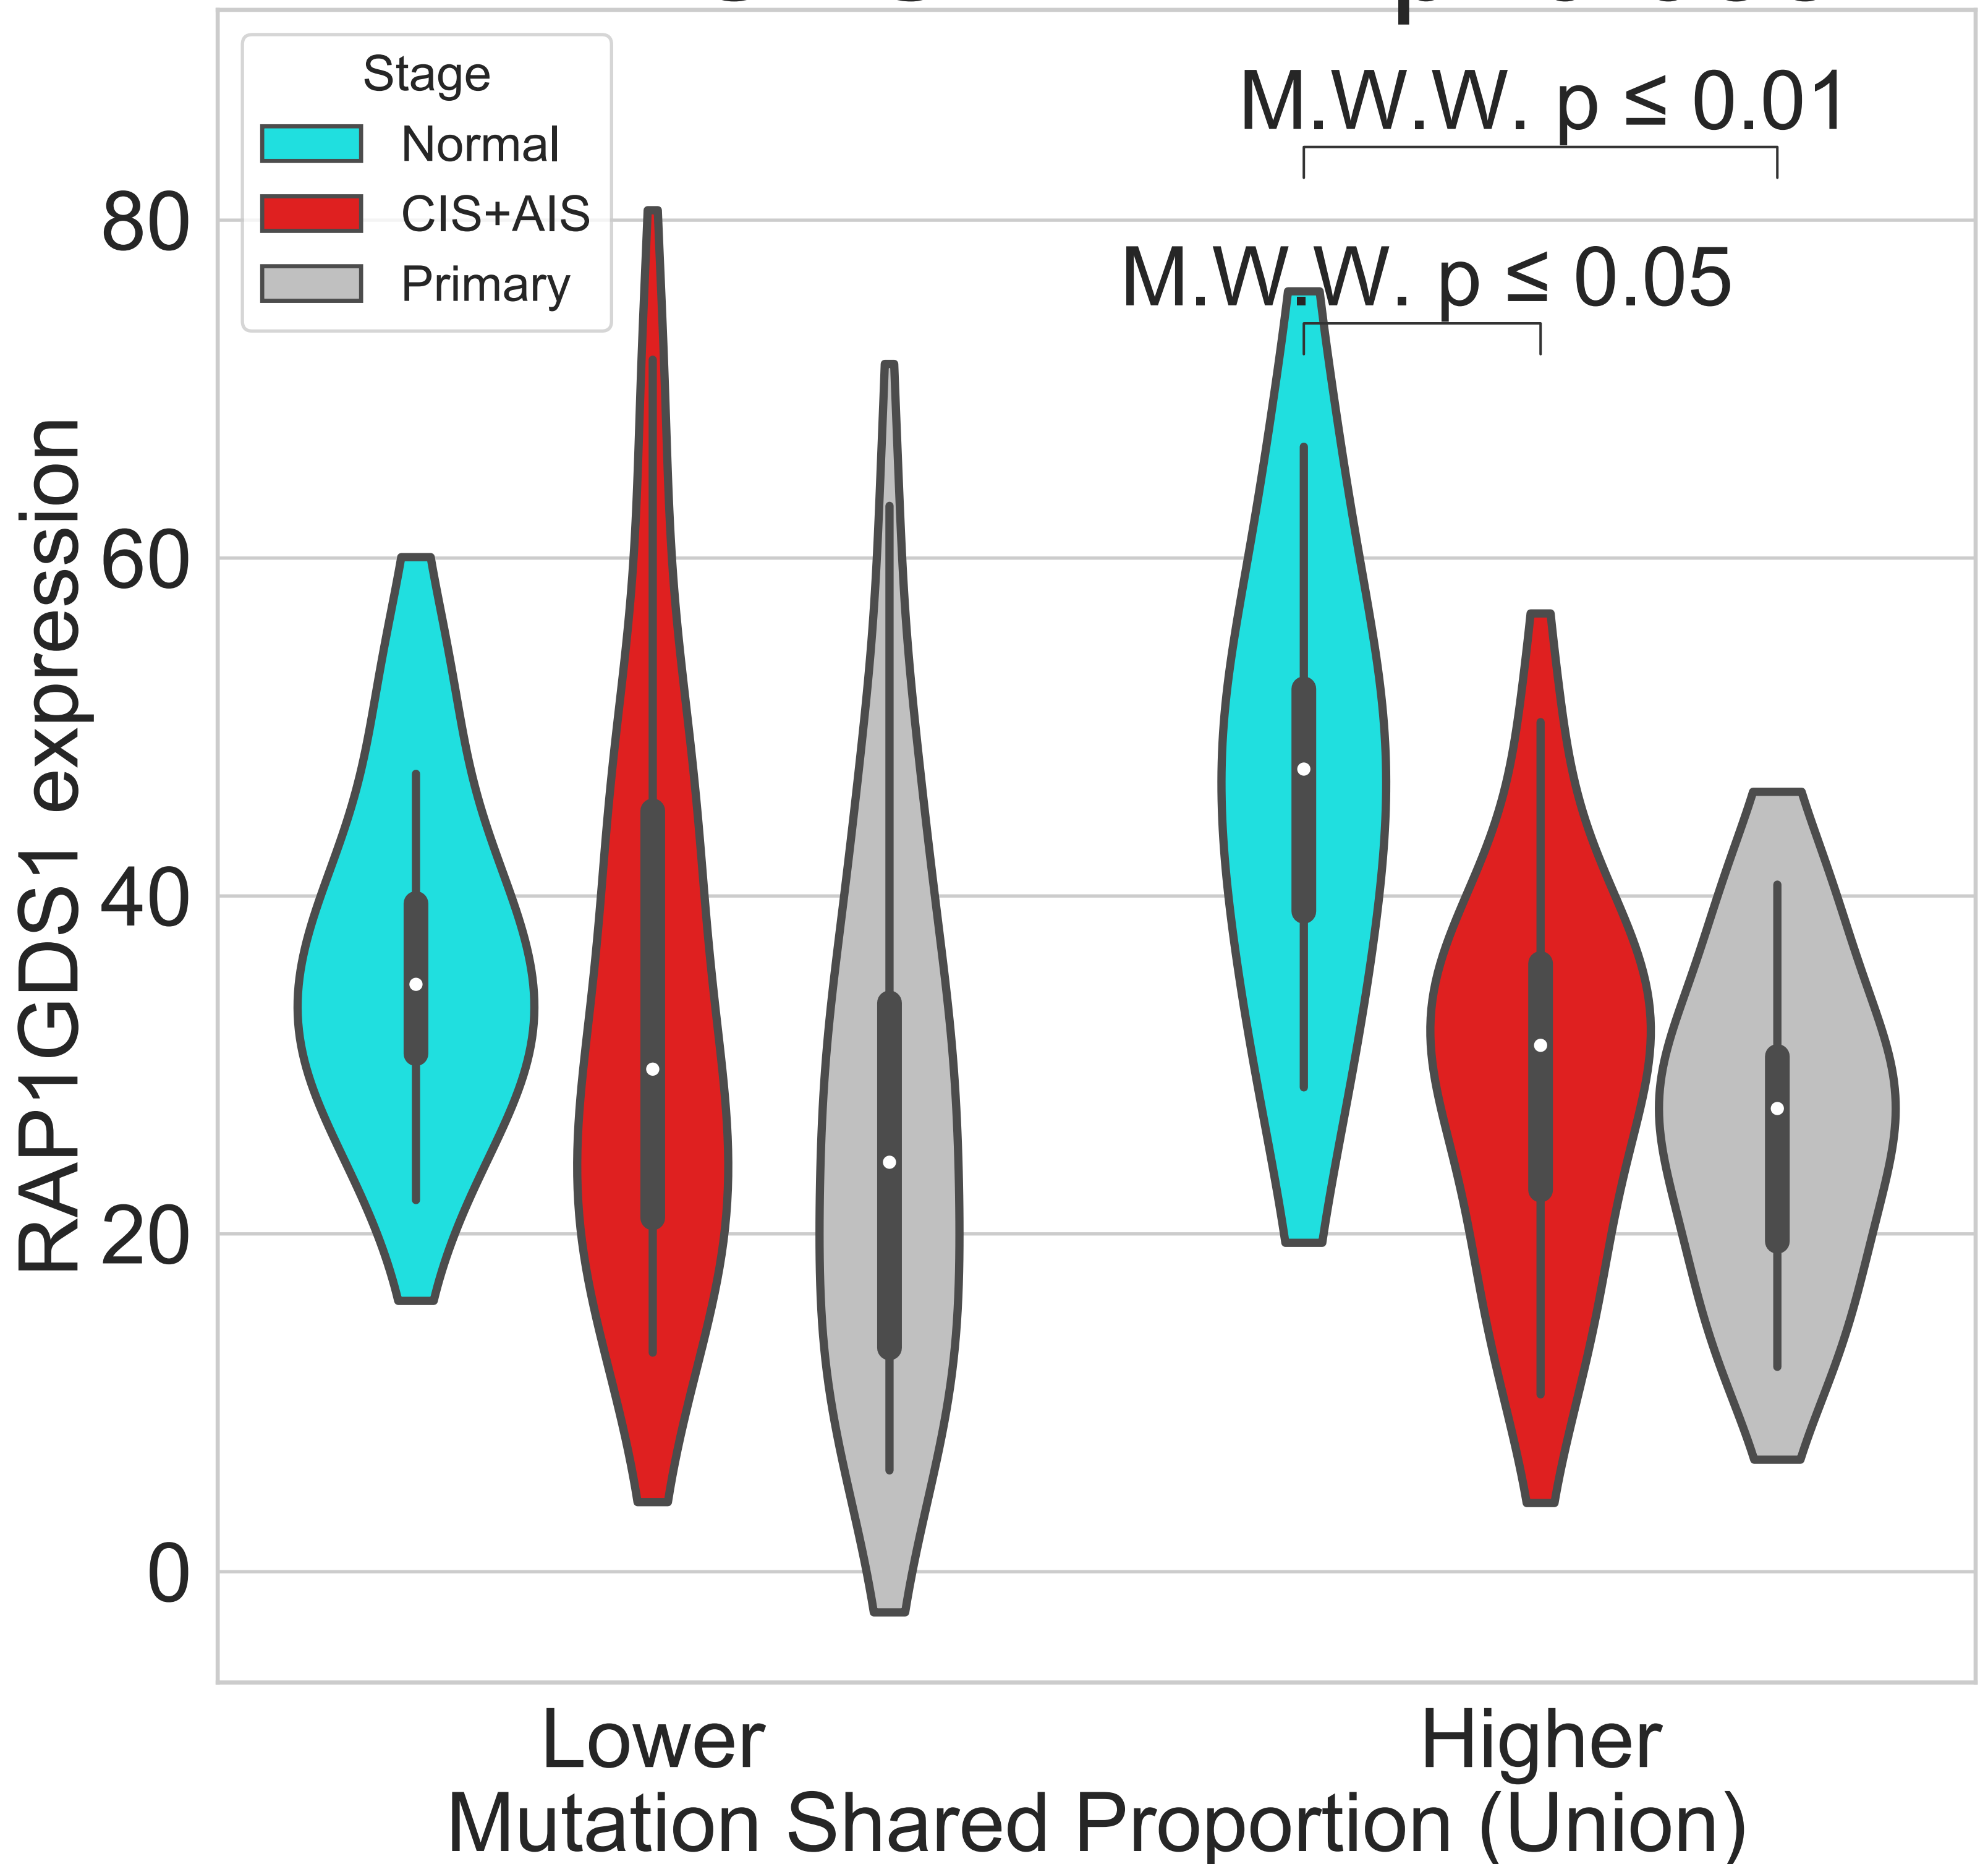 M.W.W. p ≤ 0.01
M.W.W. p ≤ 0.05
Stage
Normal
CIS+AIS
Primary
RAP1GDS1 expression
80
60
40
20
0
Lower
Higher
Mutation Shared Proportion (Union)